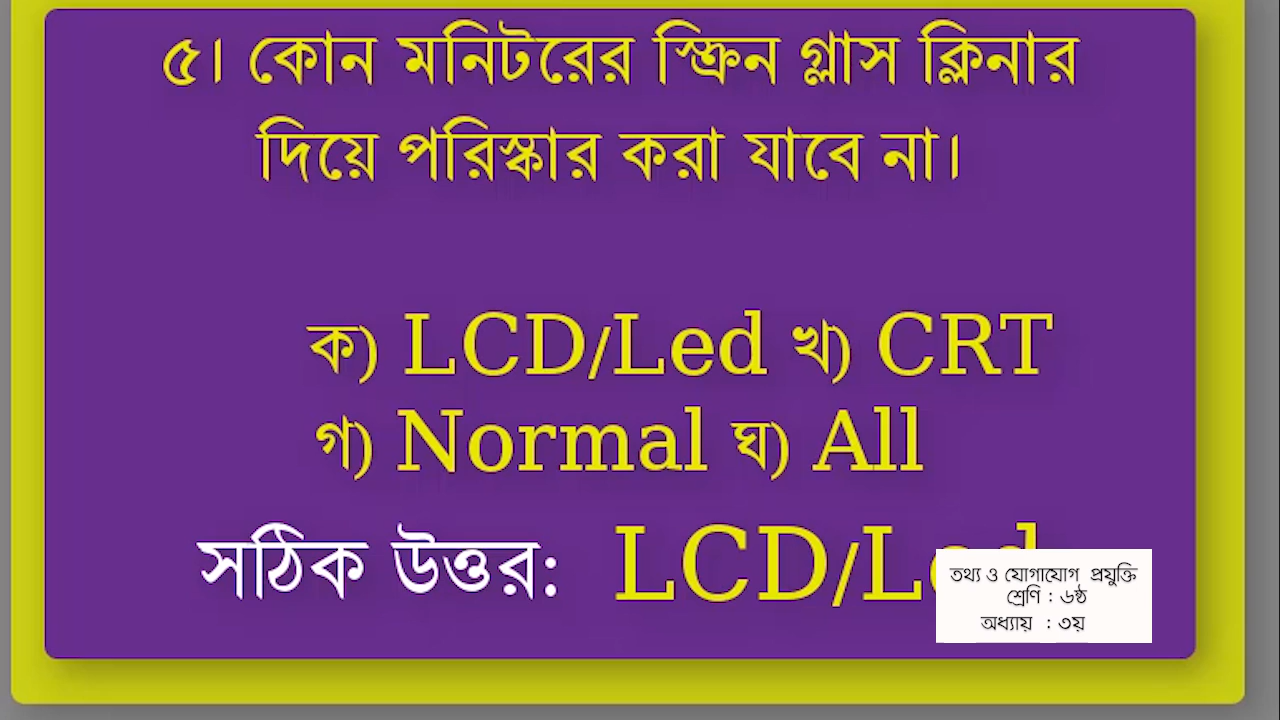 ৫। কোন মনিটরের স্ক্রিন গ্লাস ক্লিনার
দিয়ে পরিস্কার করা যাবে না।
ক) LCD/Led খ) CRT
গ) Normal ঘ) All
সঠিক উত্তর: LCD/Led
তথ্য ও যোগাযোগ প্রযুক্তি
শ্রেণি : ৬ষ্ঠ
অধ্যায় : ৩য়